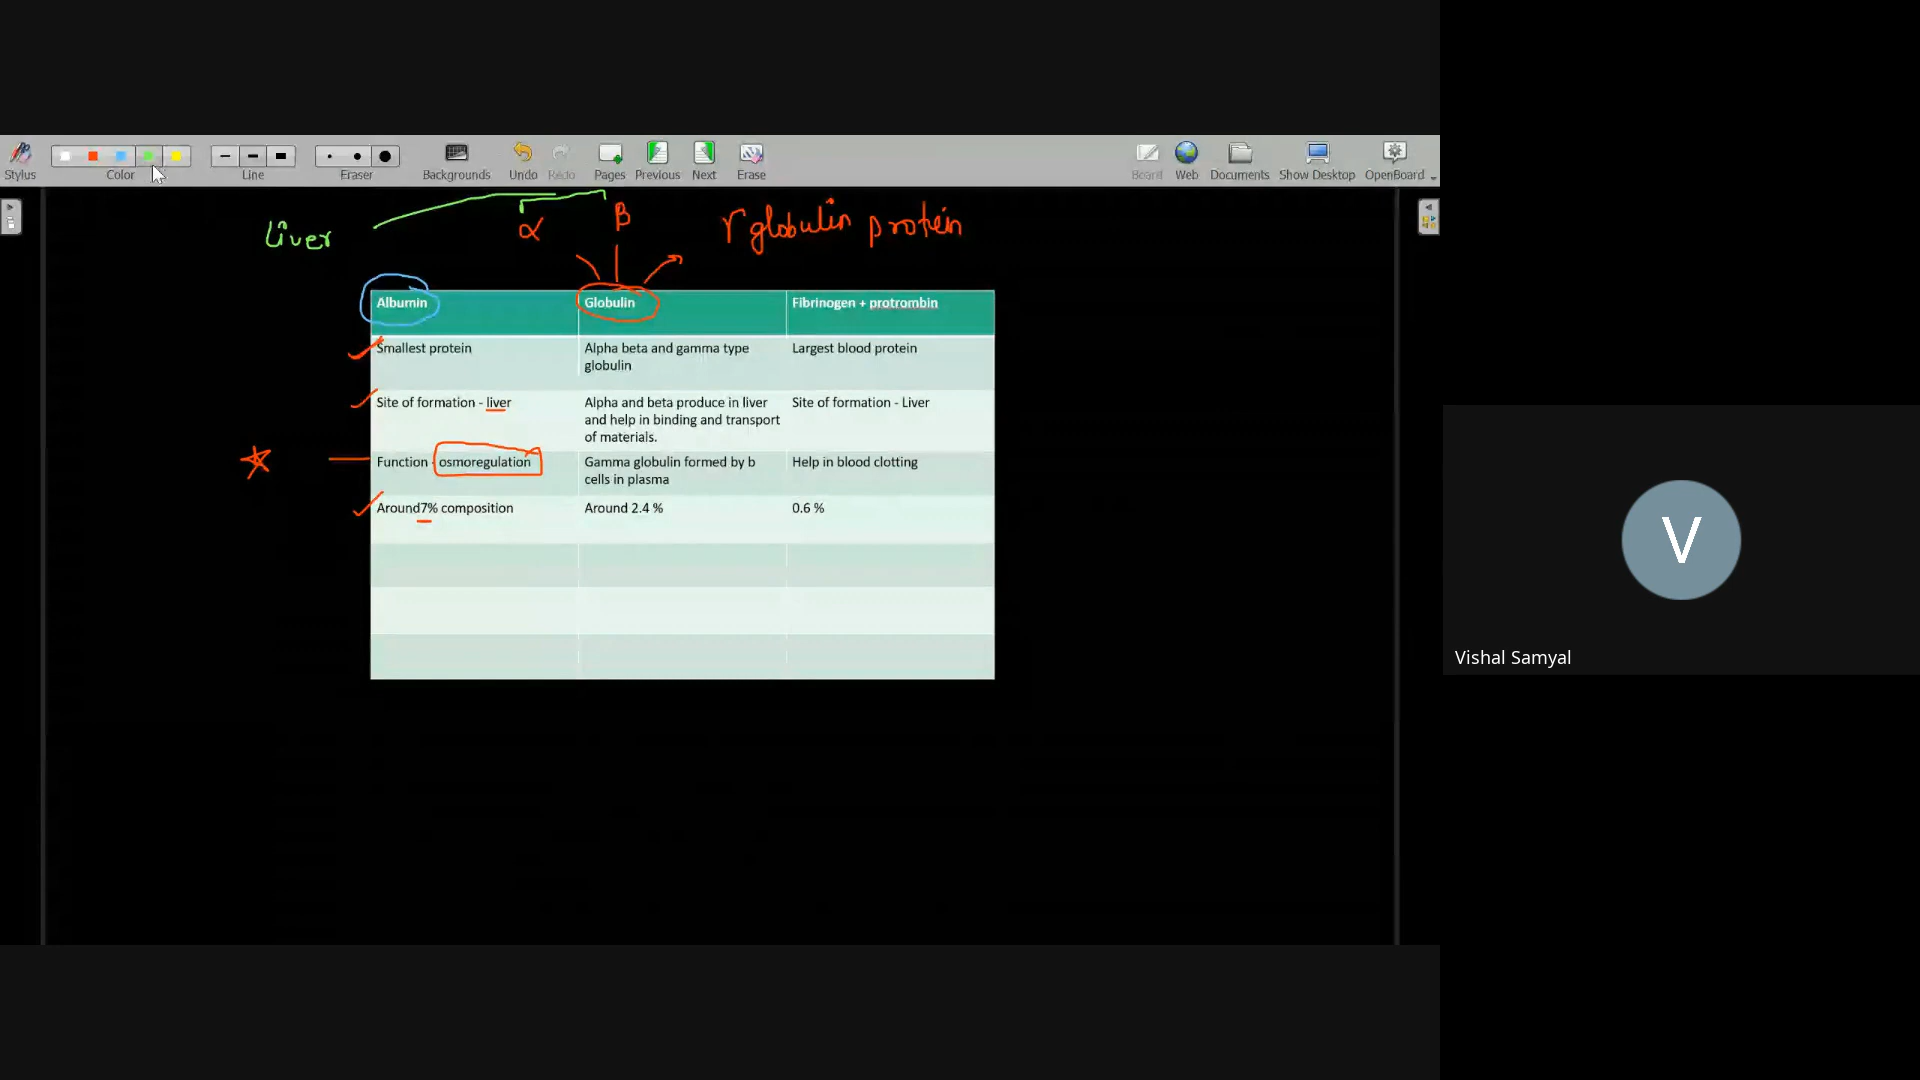 Stylus
Color
Line
Eraser
Backgrounds
Undo
Redo
Pages
Previous
Next
Erase
Board
Web
Documents
Show Desktop
OpenBoard
Liver
α
β
γ globulin protein
Albumin
Globulin
Fibrinogen + protrombin
Smallest protein
Alpha beta and gamma type
globulin
Largest blood protein
Site of formation - liver
Alpha and beta produce in liver
and help in binding and transport
of materials.
Site of formation - Liver
Function - osmoregulation
Gamma globulin formed by b
cells in plasma
Help in blood clotting
Around7% composition
Around 2.4 %
0.6 %
V
Vishal Samyal